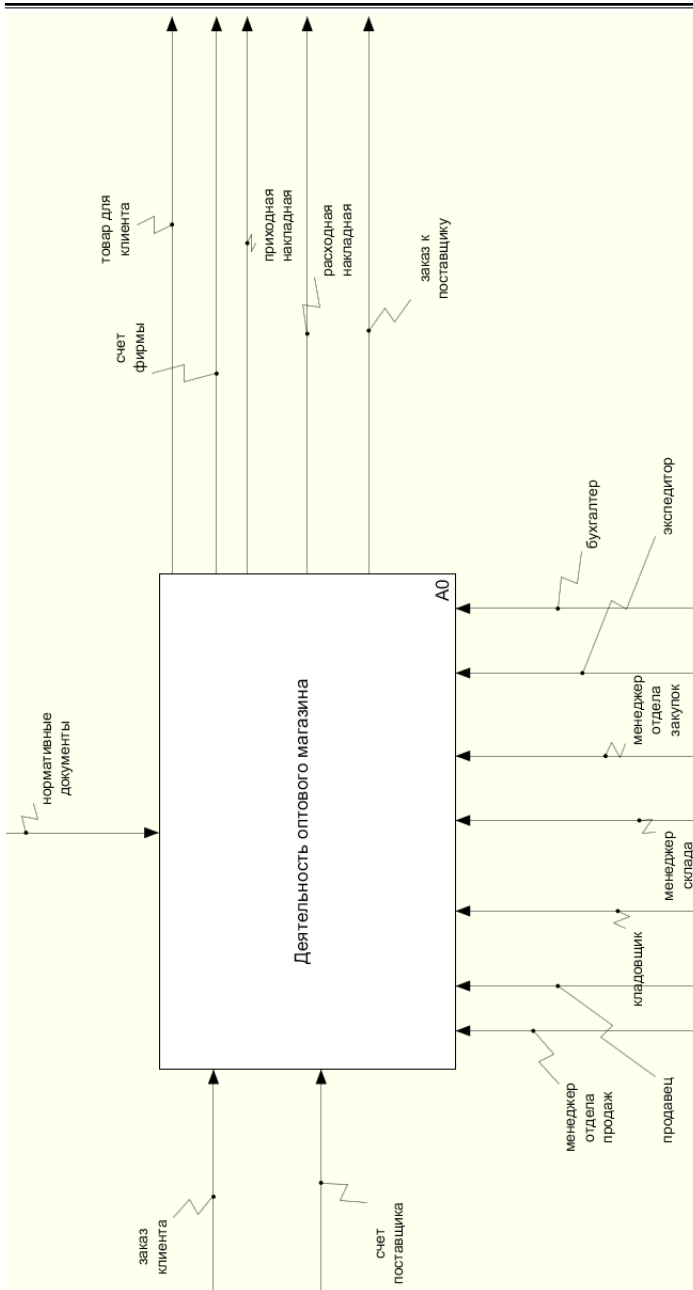 заказ
клиента
счет
поставщика
нормативные
документы
Деятельность оптового магазина
A0
товар для
клиента
счет
фирмы
приходная
накладная
расходная
накладная
заказ к
поставщику
менеджер
отдела
продаж
продавец
кладовщик
менеджер
склада
менеджер
отдела
закупок
экспедитор
бухгалтер